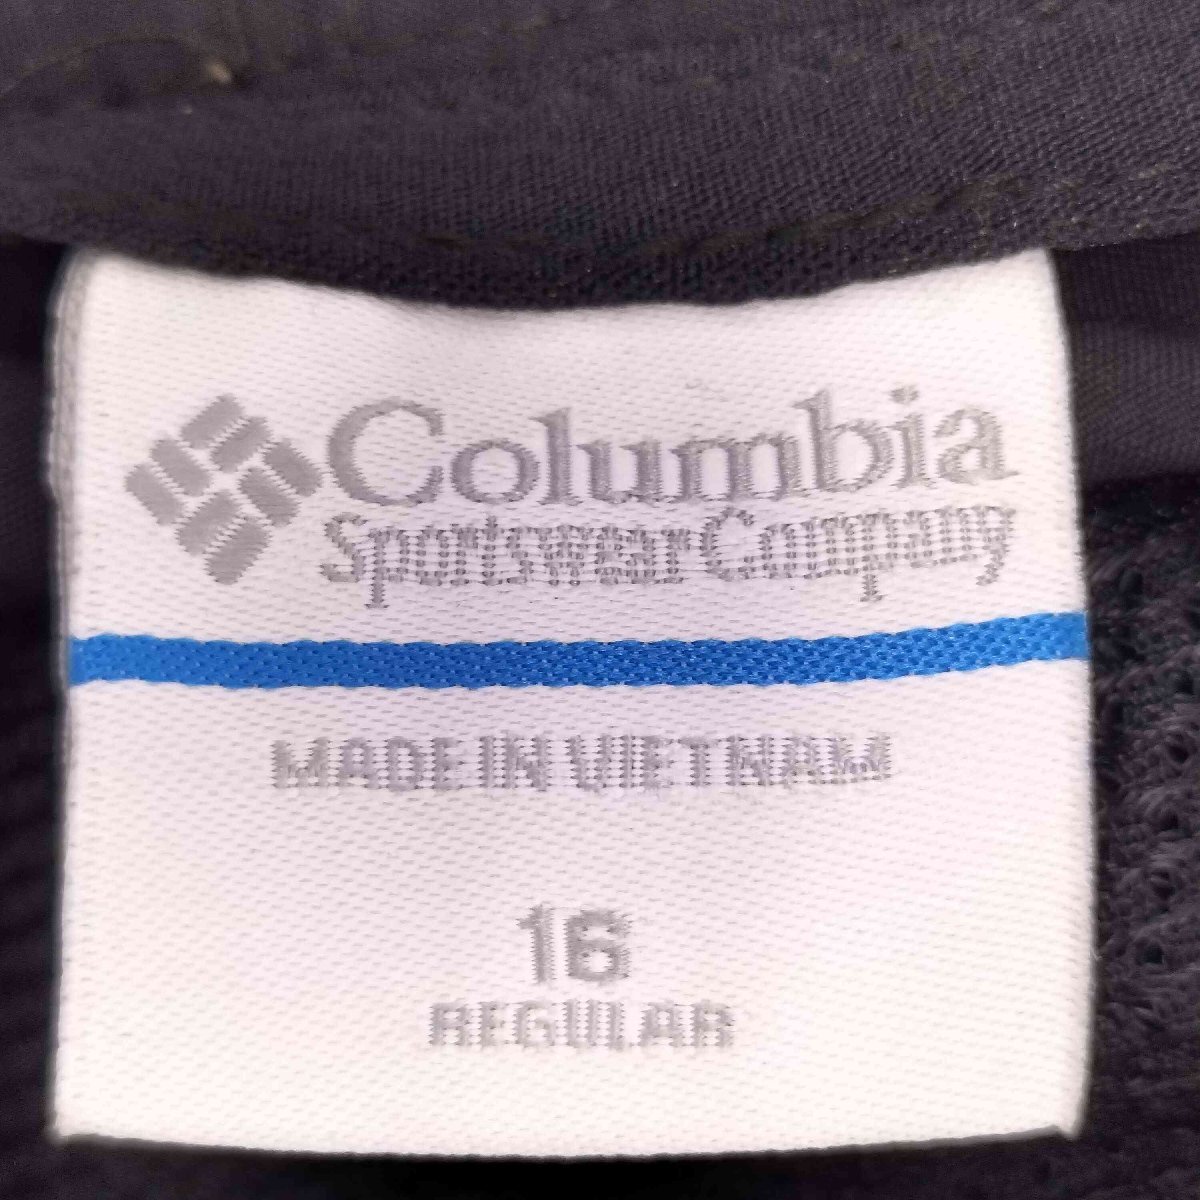 Columbia
Sportswear Company
MADE IN VIETNAM
16
REGULAR